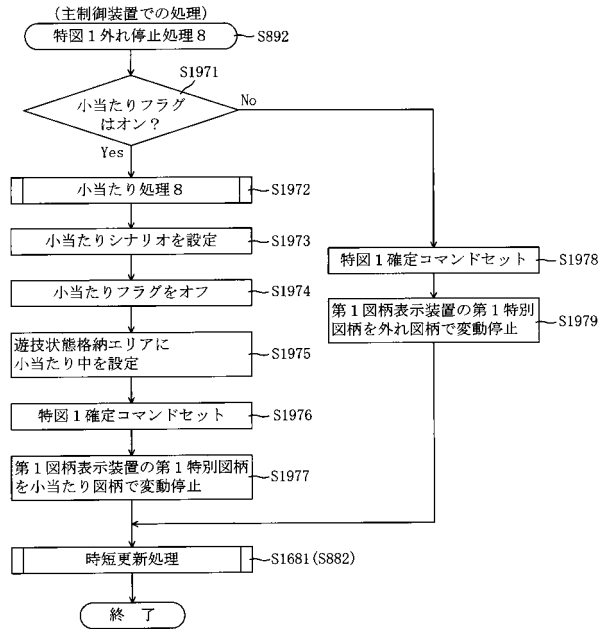 (主制御装置での処理)
特図1外れ停止処理8
S892
S1971
小当たりフラグ
はオン?
No
Yes
小当たり処理8
S1972
小当たりシナリオを設定
S1973
小当たりフラグをオフ
S1974
遊技状態格納エリアに
小当たり中を設定
S1975
特図1確定コマンドセット
S1976
第1図柄表示装置の第1特別図柄
を小当たり図柄で変動停止
S1977
特図1確定コマンドセット
S1978
第1図柄表示装置の第1特別
図柄を外れ図柄で変動停止
S1979
時短更新処理
S1681(S882)
終 了